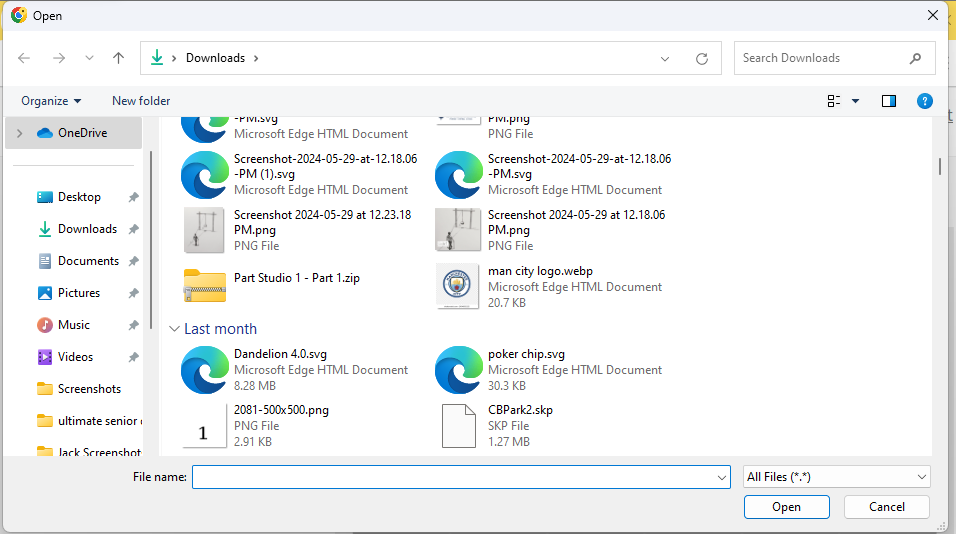 Open
Downloads
Search Downloads
Organize
New folder
OneDrive
Desktop
Downloads
Documents
Pictures
Music
Videos
Screenshots
ultimate senior
Jack Screenshot
-PM.svg
Microsoft Edge HTML Document
PM.png
PNG File
Screenshot-2024-05-29-at-12.18.06
-PM (1).svg
Microsoft Edge HTML Document
Screenshot-2024-05-29-at-12.18.06
-PM.svg
Microsoft Edge HTML Document
Screenshot 2024-05-29 at 12.23.18
PM.png
PNG File
Screenshot 2024-05-29 at 12.18.06
PM.png
PNG File
Part Studio 1 - Part 1.zip
man city logo.webp
Microsoft Edge HTML Document
20.7 KB
Last month
Dandelion 4.0.svg
Microsoft Edge HTML Document
8.28 MB
poker chip.svg
Microsoft Edge HTML Document
30.3 KB
1
2081-500x500.png
PNG File
2.91 KB
CBPark2.skp
SKP File
1.27 MB
File name:
All Files (*.*)
Open
Cancel